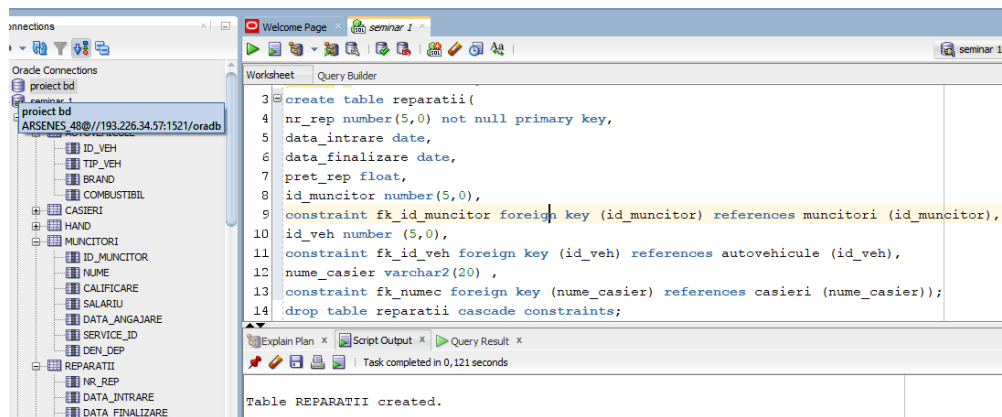 onnections
Oracle Connections
proiect bd
seminar 1
proiect bd
ARSENES_48@//193.226.34.57:1521/oradb
AUTOVEHICULE
ID_VEH
TIP_VEH
BRAND
COMBUSTIBIL
CASIERI
HAND
MUNCITORI
ID_MUNCITOR
NUME
CALIFICARE
SALARIU
DATA_ANGAJARE
SERVICE_ID
DEN_DEP
REPARATII
NR_REP
DATA_INTRARE
DATA_FINALIZARE
Welcome Page
seminar 1
seminar 1
Worksheet Query Builder
3 create table reparatii(
4 nr_rep number(5,0) not null primary key,
5 data_intrare date,
6 data_finalizare date,
7 pret_rep float,
8 id_muncitor number(5,0),
9 constraint fk_id_muncitor foreign key (id_muncitor) references muncitori (id_muncitor),
10 id_veh number (5,0),
11 constraint fk_id_veh foreign key (id_veh) references autovehicule (id_veh),
12 nume_casier varchar2(20) ,
13 constraint fk_numec foreign key (nume_casier) references casieri (nume_casier));
14 drop table reparatii cascade constraints;
Explain Plan x Script Output x Query Result x
Task completed in 0,121 seconds
Table REPARATII created.